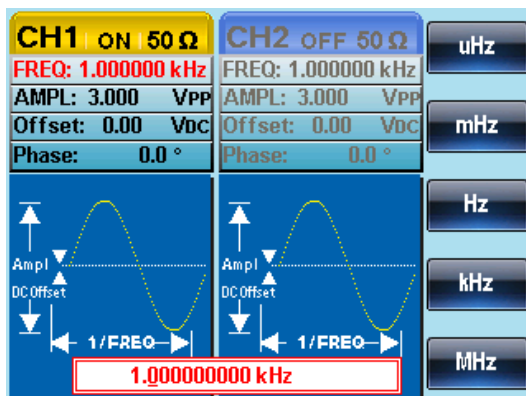 CH1 ON 50 Ω
FREQ: 1.000000 kHz
AMPL: 3.000 VPP
Offset: 0.00 VDC
Phase: 0.0 °
CH2 OFF 50 Ω
FREQ: 1.000000 kHz
AMPL: 3.000 VPP
Offset: 0.00 VDC
Phase: 0.0 °
Ampl
DC Offset
1/FREQ
Ampl
DC Offset
1/FREQ
1.000000000 kHz
uHz
mHz
Hz
kHz
MHz